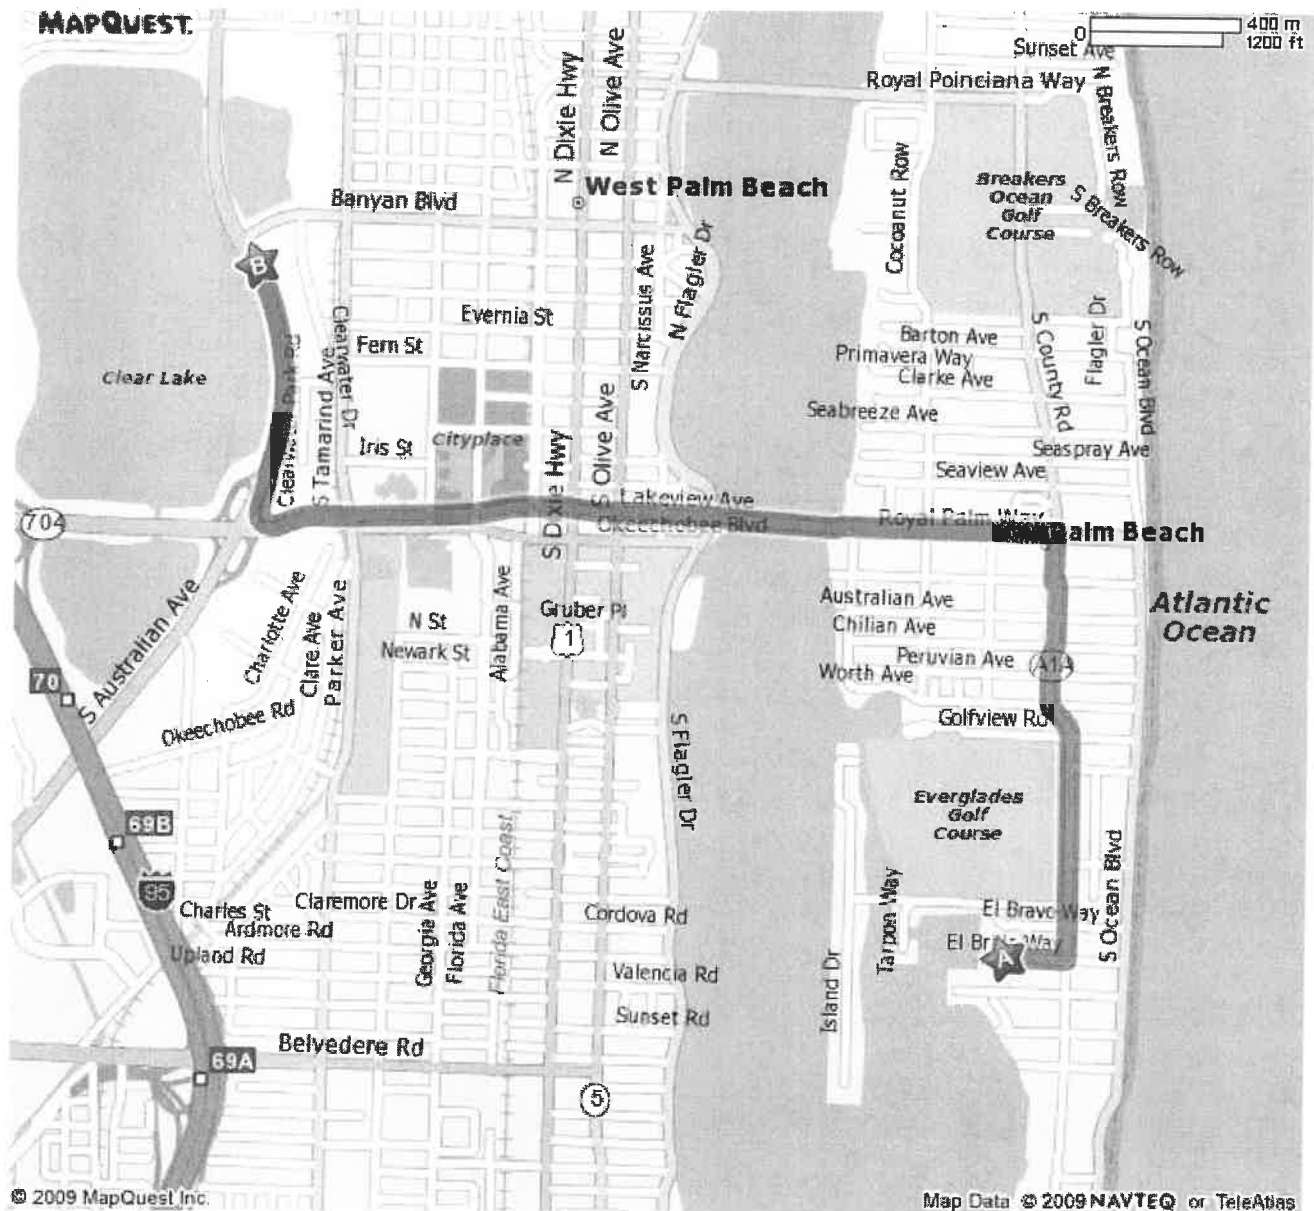 MAPQUEST.
0 400 m
1200 ft
Sunset Ave
Royal Poinciana Way
N Breakers Row
N Dixie Hwy
N Olive Ave
West Palm Beach
Banyan Blvd
Breakers
Ocean
Golf
Course
S Breakers Row
Cocoanut Row
B
N Flagler Dr
S Narcissus Ave
Evernia St
Fern St
Clearwater Dr
S Tamarind Ave
Clear Lake
Iris St
Cityplace
S Dixie Hwy
S Olive Ave
Barton Ave
Primavera Way
Clarke Ave
S County Rd
Flagler Dr
S Ocean Blvd
Seabreeze Ave
Seaspray Ave
Seaview Ave
704
Lakeview Ave
Okeechobee Blvd
Royal Palm Way
Palm Beach
Atlantic
Ocean
S Australian Ave
Charlotte Ave
Clare Ave
Parker Ave
N St
Newark St
Alabama Ave
Gruber Pl
1
Australian Ave
Chilian Ave
Peruvian Ave
A1A
Worth Ave
Golfview Rd
70
Okeechobee Rd
S Flagler Dr
Everglades
Golf
Course
69B
95
Charles St
Claremore Dr
Ardmore Rd
Upland Rd
Georgia Ave
Florida Ave
Florida East Coast
Cordova Rd
Valencia Rd
Sunset Rd
Island Dr
Tarpon Way
El Bravo Way
A
S Ocean Blvd
Belvedere Rd
69A
5
© 2009 MapQuest Inc.
Map Data © 2009 NAVTEQ or TeleAtlas